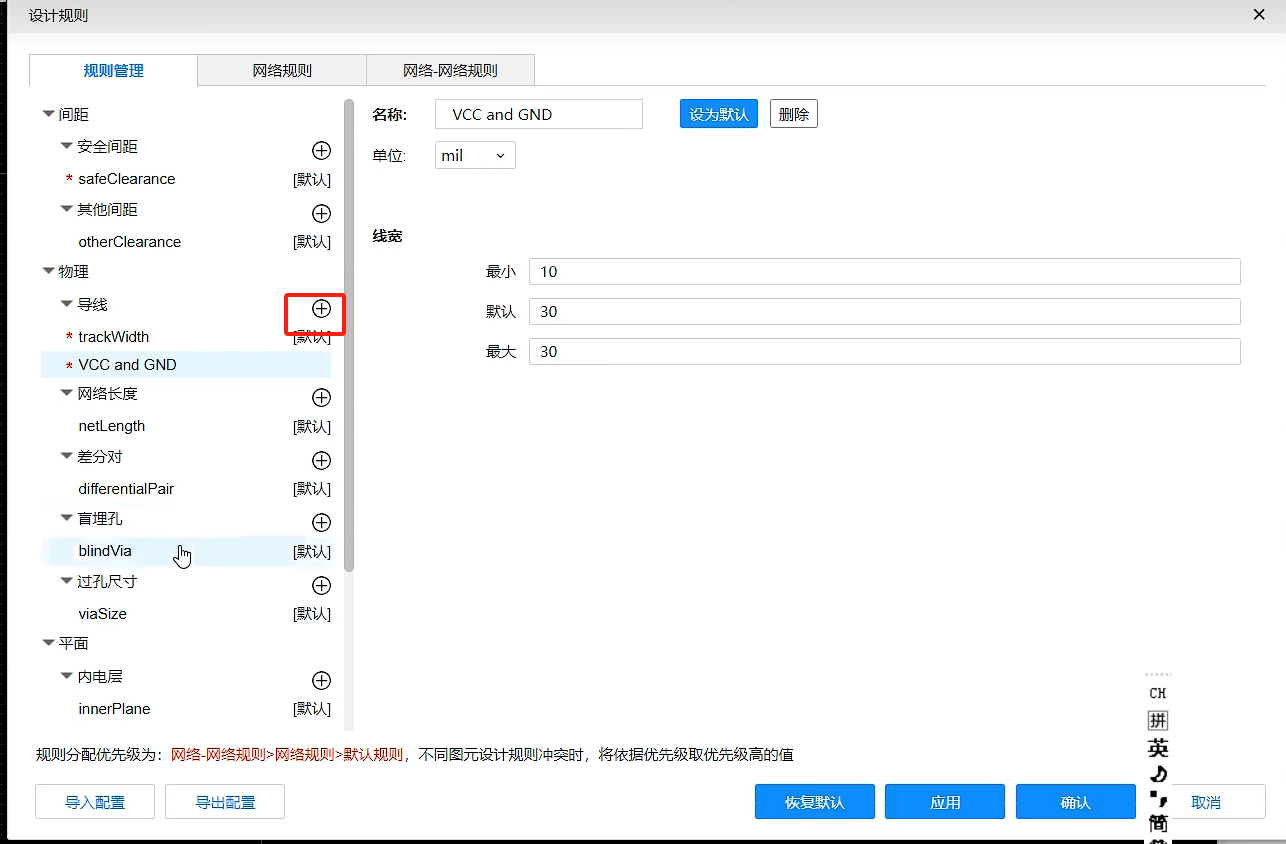 设计规则
规则管理 网络规则 网络-网络规则
间距
安全间距
* safeClearance [默认]
其他间距
otherClearance [默认]
物理
导线
* trackWidth [默认]
* VCC and GND
网络长度
netLength [默认]
差分对
differentialPair [默认]
盲埋孔
blindVia [默认]
过孔尺寸
viaSize [默认]
平面
内电层
innerPlane [默认]
名称: VCC and GND 设为默认 删除
单位: mil
线宽
最小 10
默认 30
最大 30
规则分配优先级为：网络-网络规则>网络规则>默认规则，不同图元设计规则冲突时，将依据优先级取优先级高的值
导入配置 导出配置 恢复默认 应用 确认 取消
CH
拼
英
简